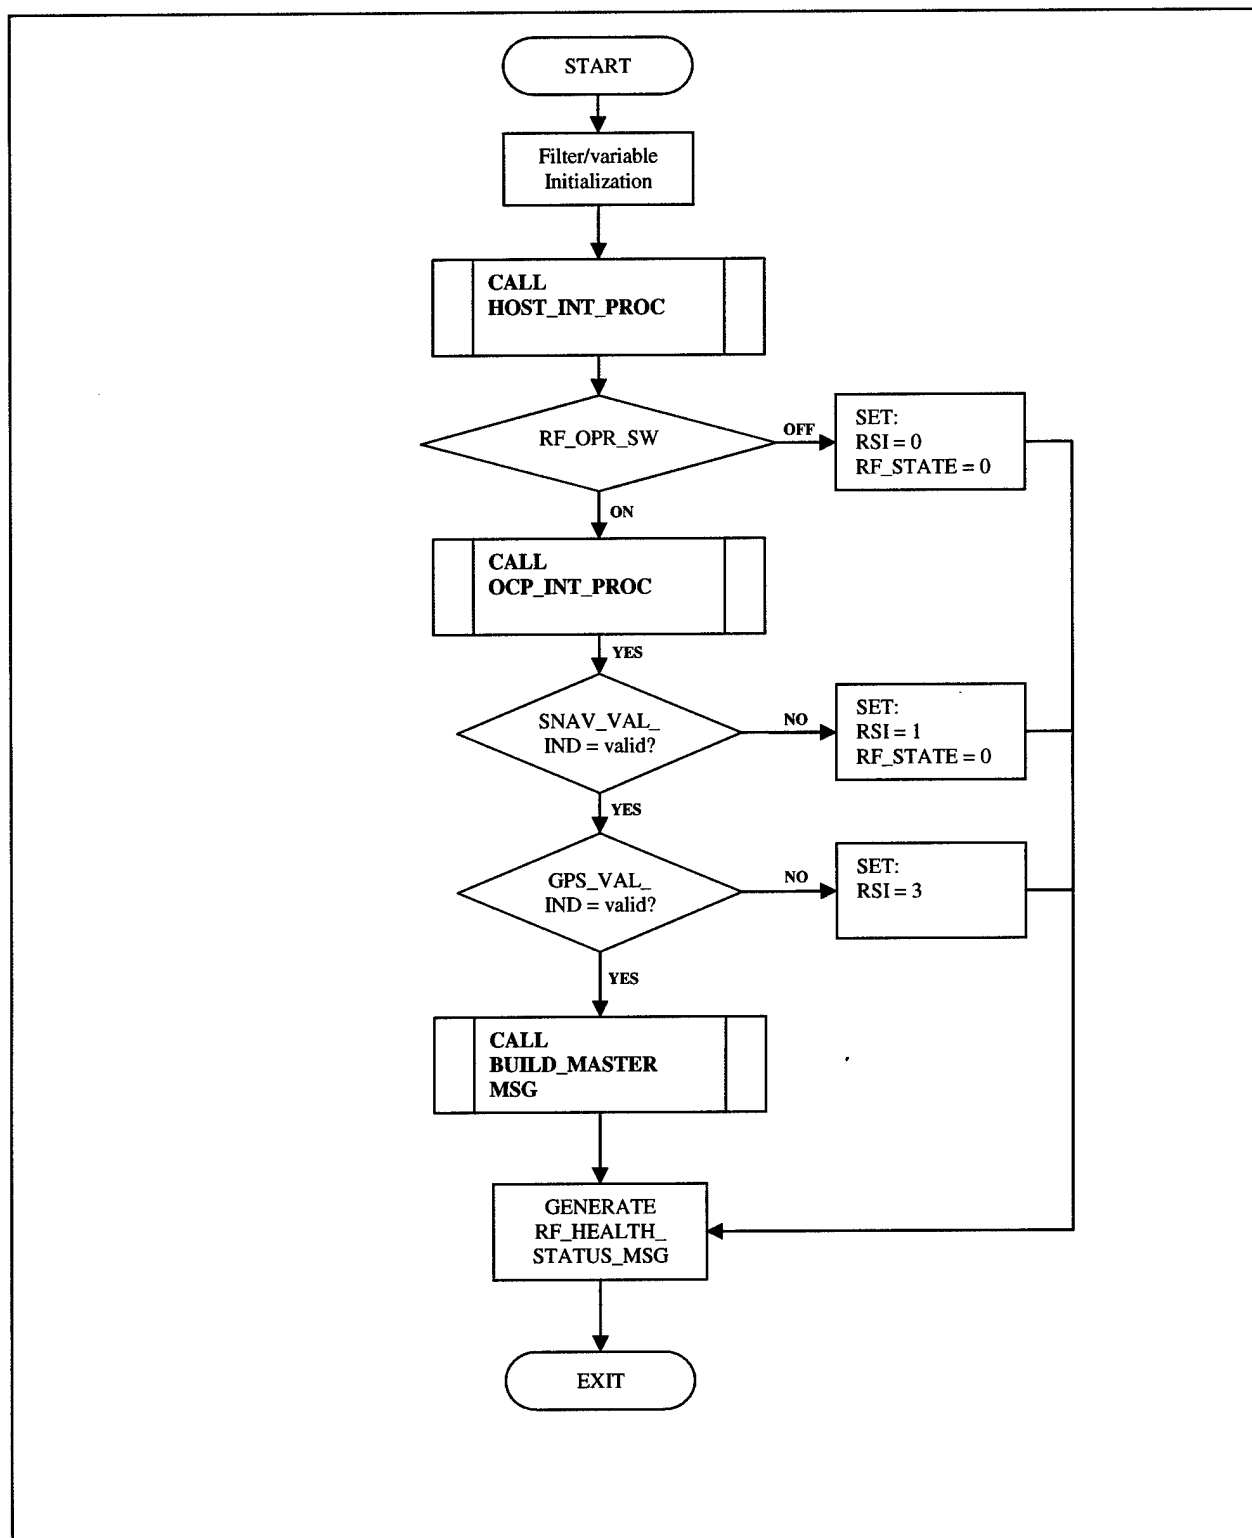 START
Filter/variable
Initialization
CALL
HOST_INT_PROC
RF_OPR_SW
OFF
SET:
RSI = 0
RF_STATE = 0
ON
CALL
OCP_INT_PROC
YES
SNAV_VAL_
IND = valid?
NO
SET:
RSI = 1
RF_STATE = 0
YES
GPS_VAL_
IND = valid?
NO
SET:
RSI = 3
YES
CALL
BUILD_MASTER
MSG
GENERATE
RF_HEALTH_
STATUS_MSG
EXIT